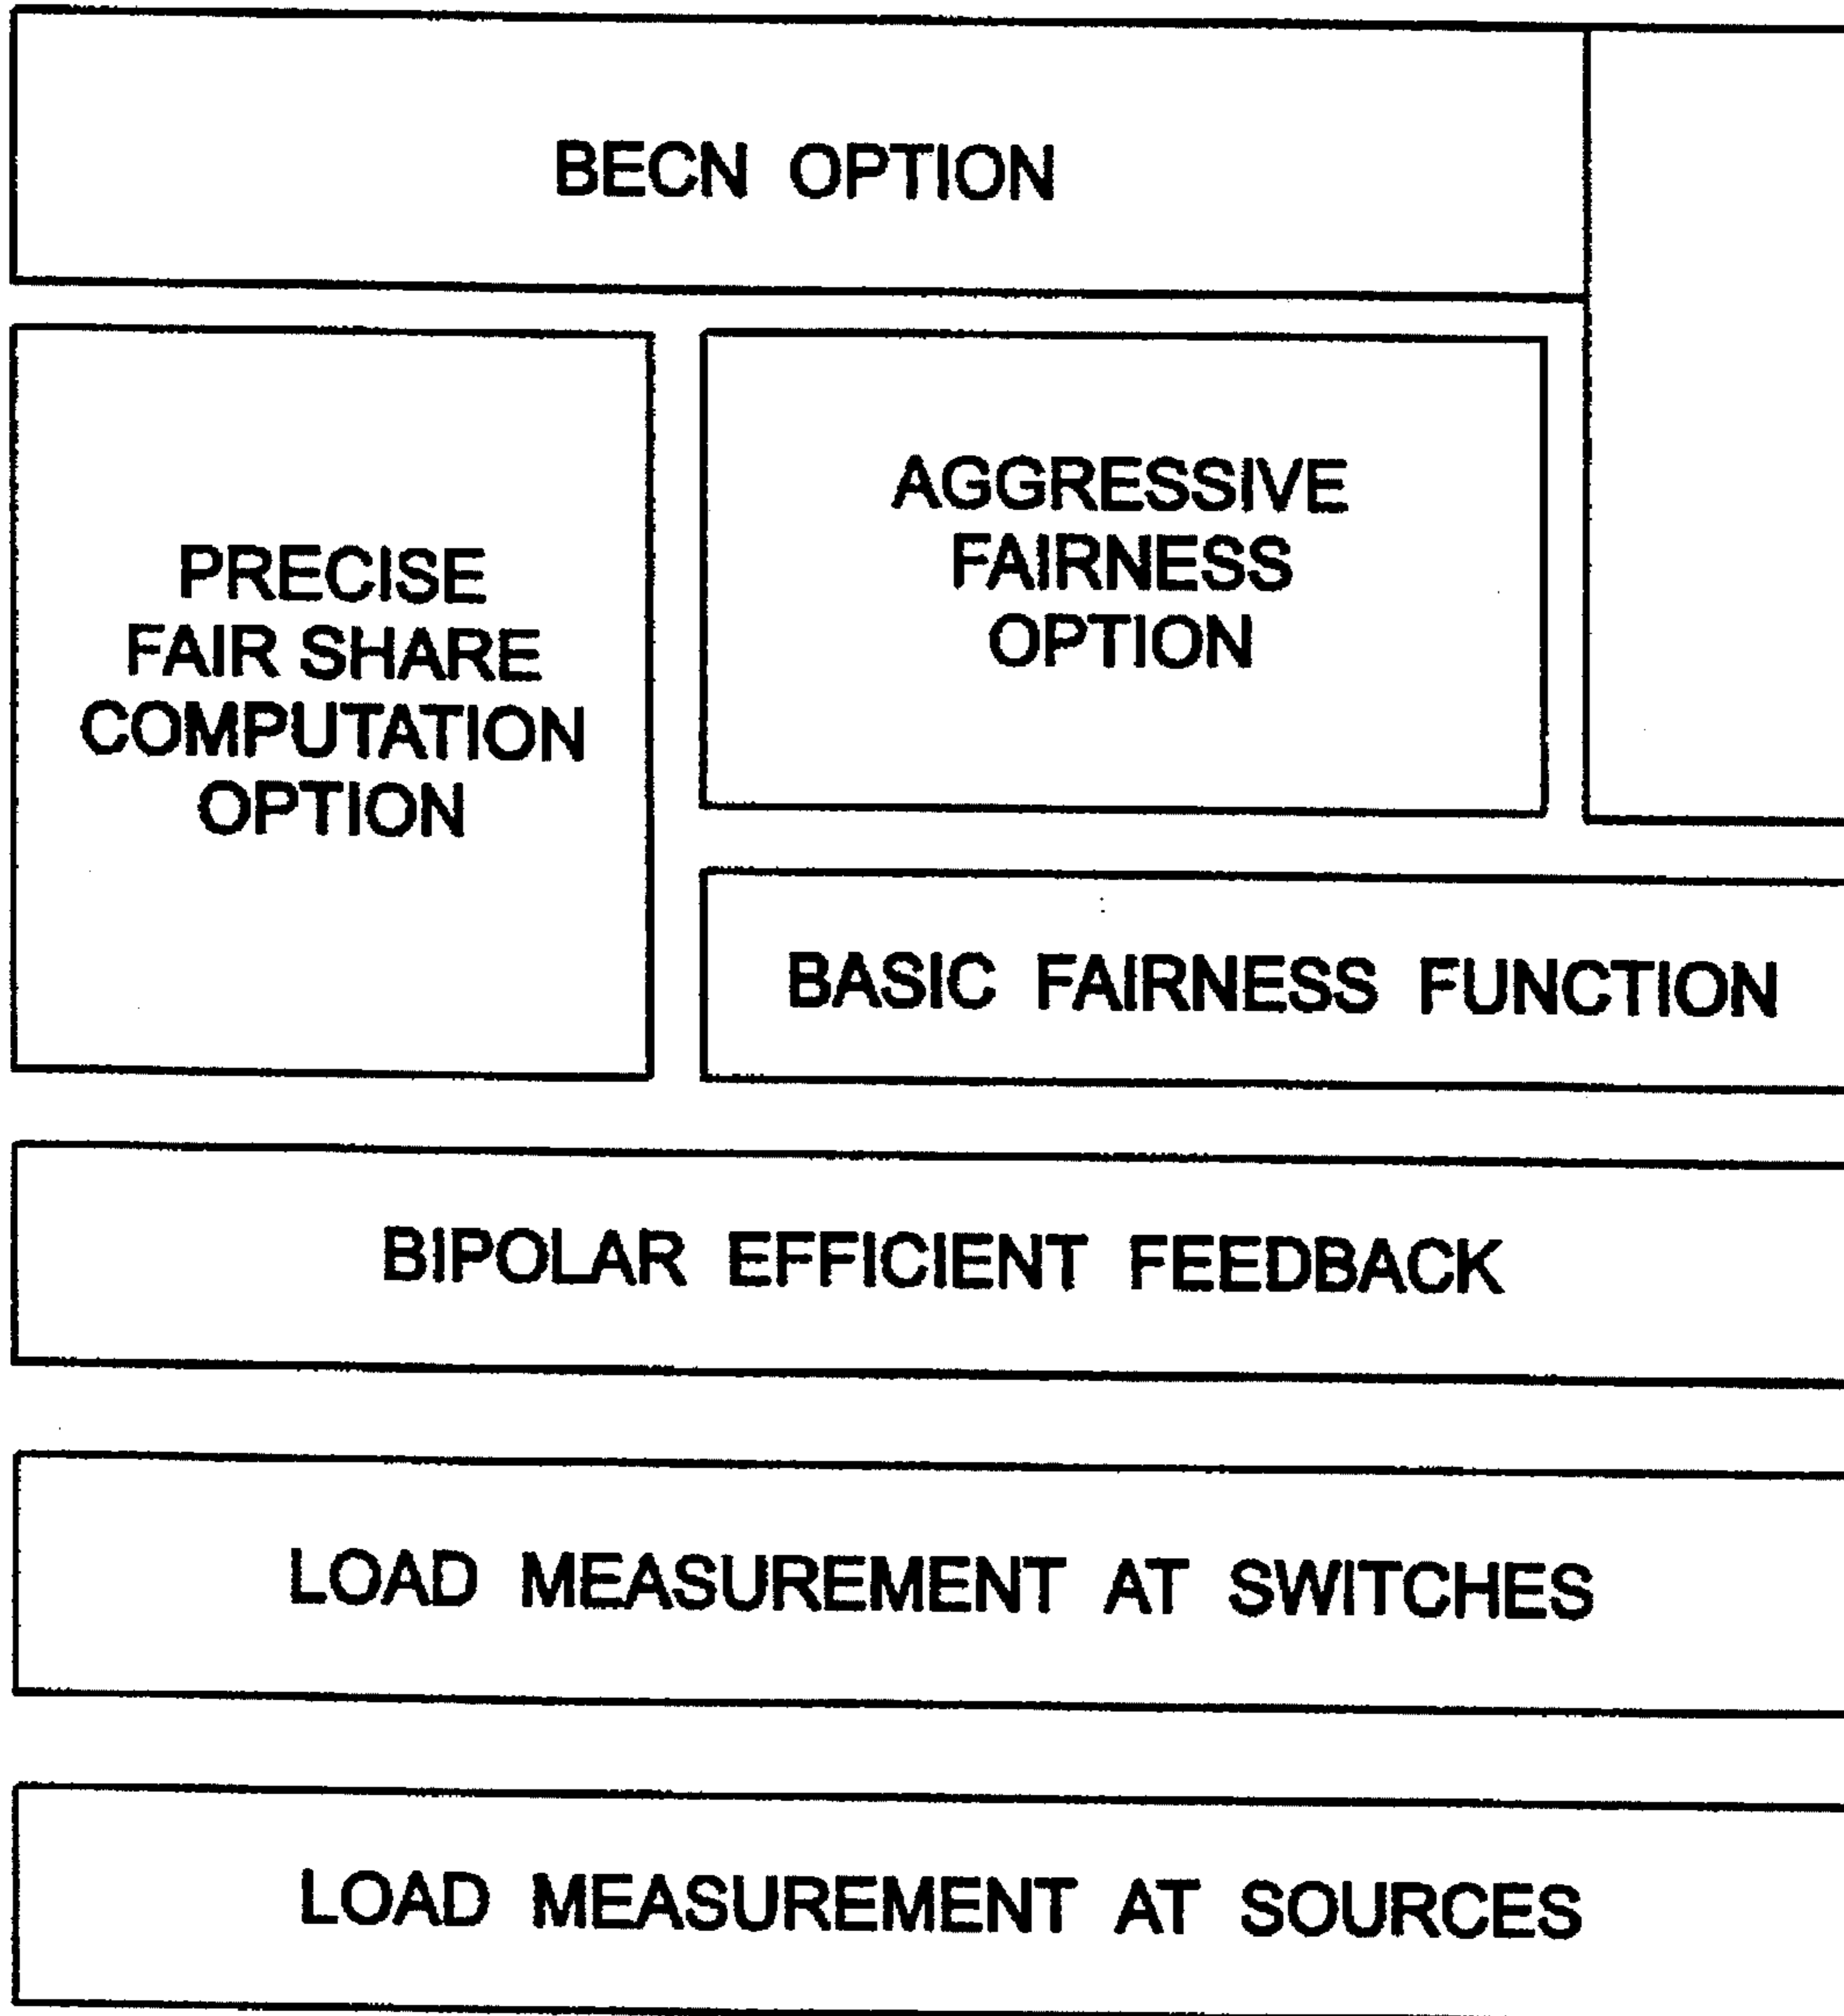 BECN OPTION
PRECISE
FAIR SHARE
COMPUTATION
OPTION
AGGRESSIVE
FAIRNESS
OPTION
BASIC FAIRNESS FUNCTION
BIPOLAR EFFICIENT FEEDBACK
LOAD MEASUREMENT AT SWITCHES
LOAD MEASUREMENT AT SOURCES